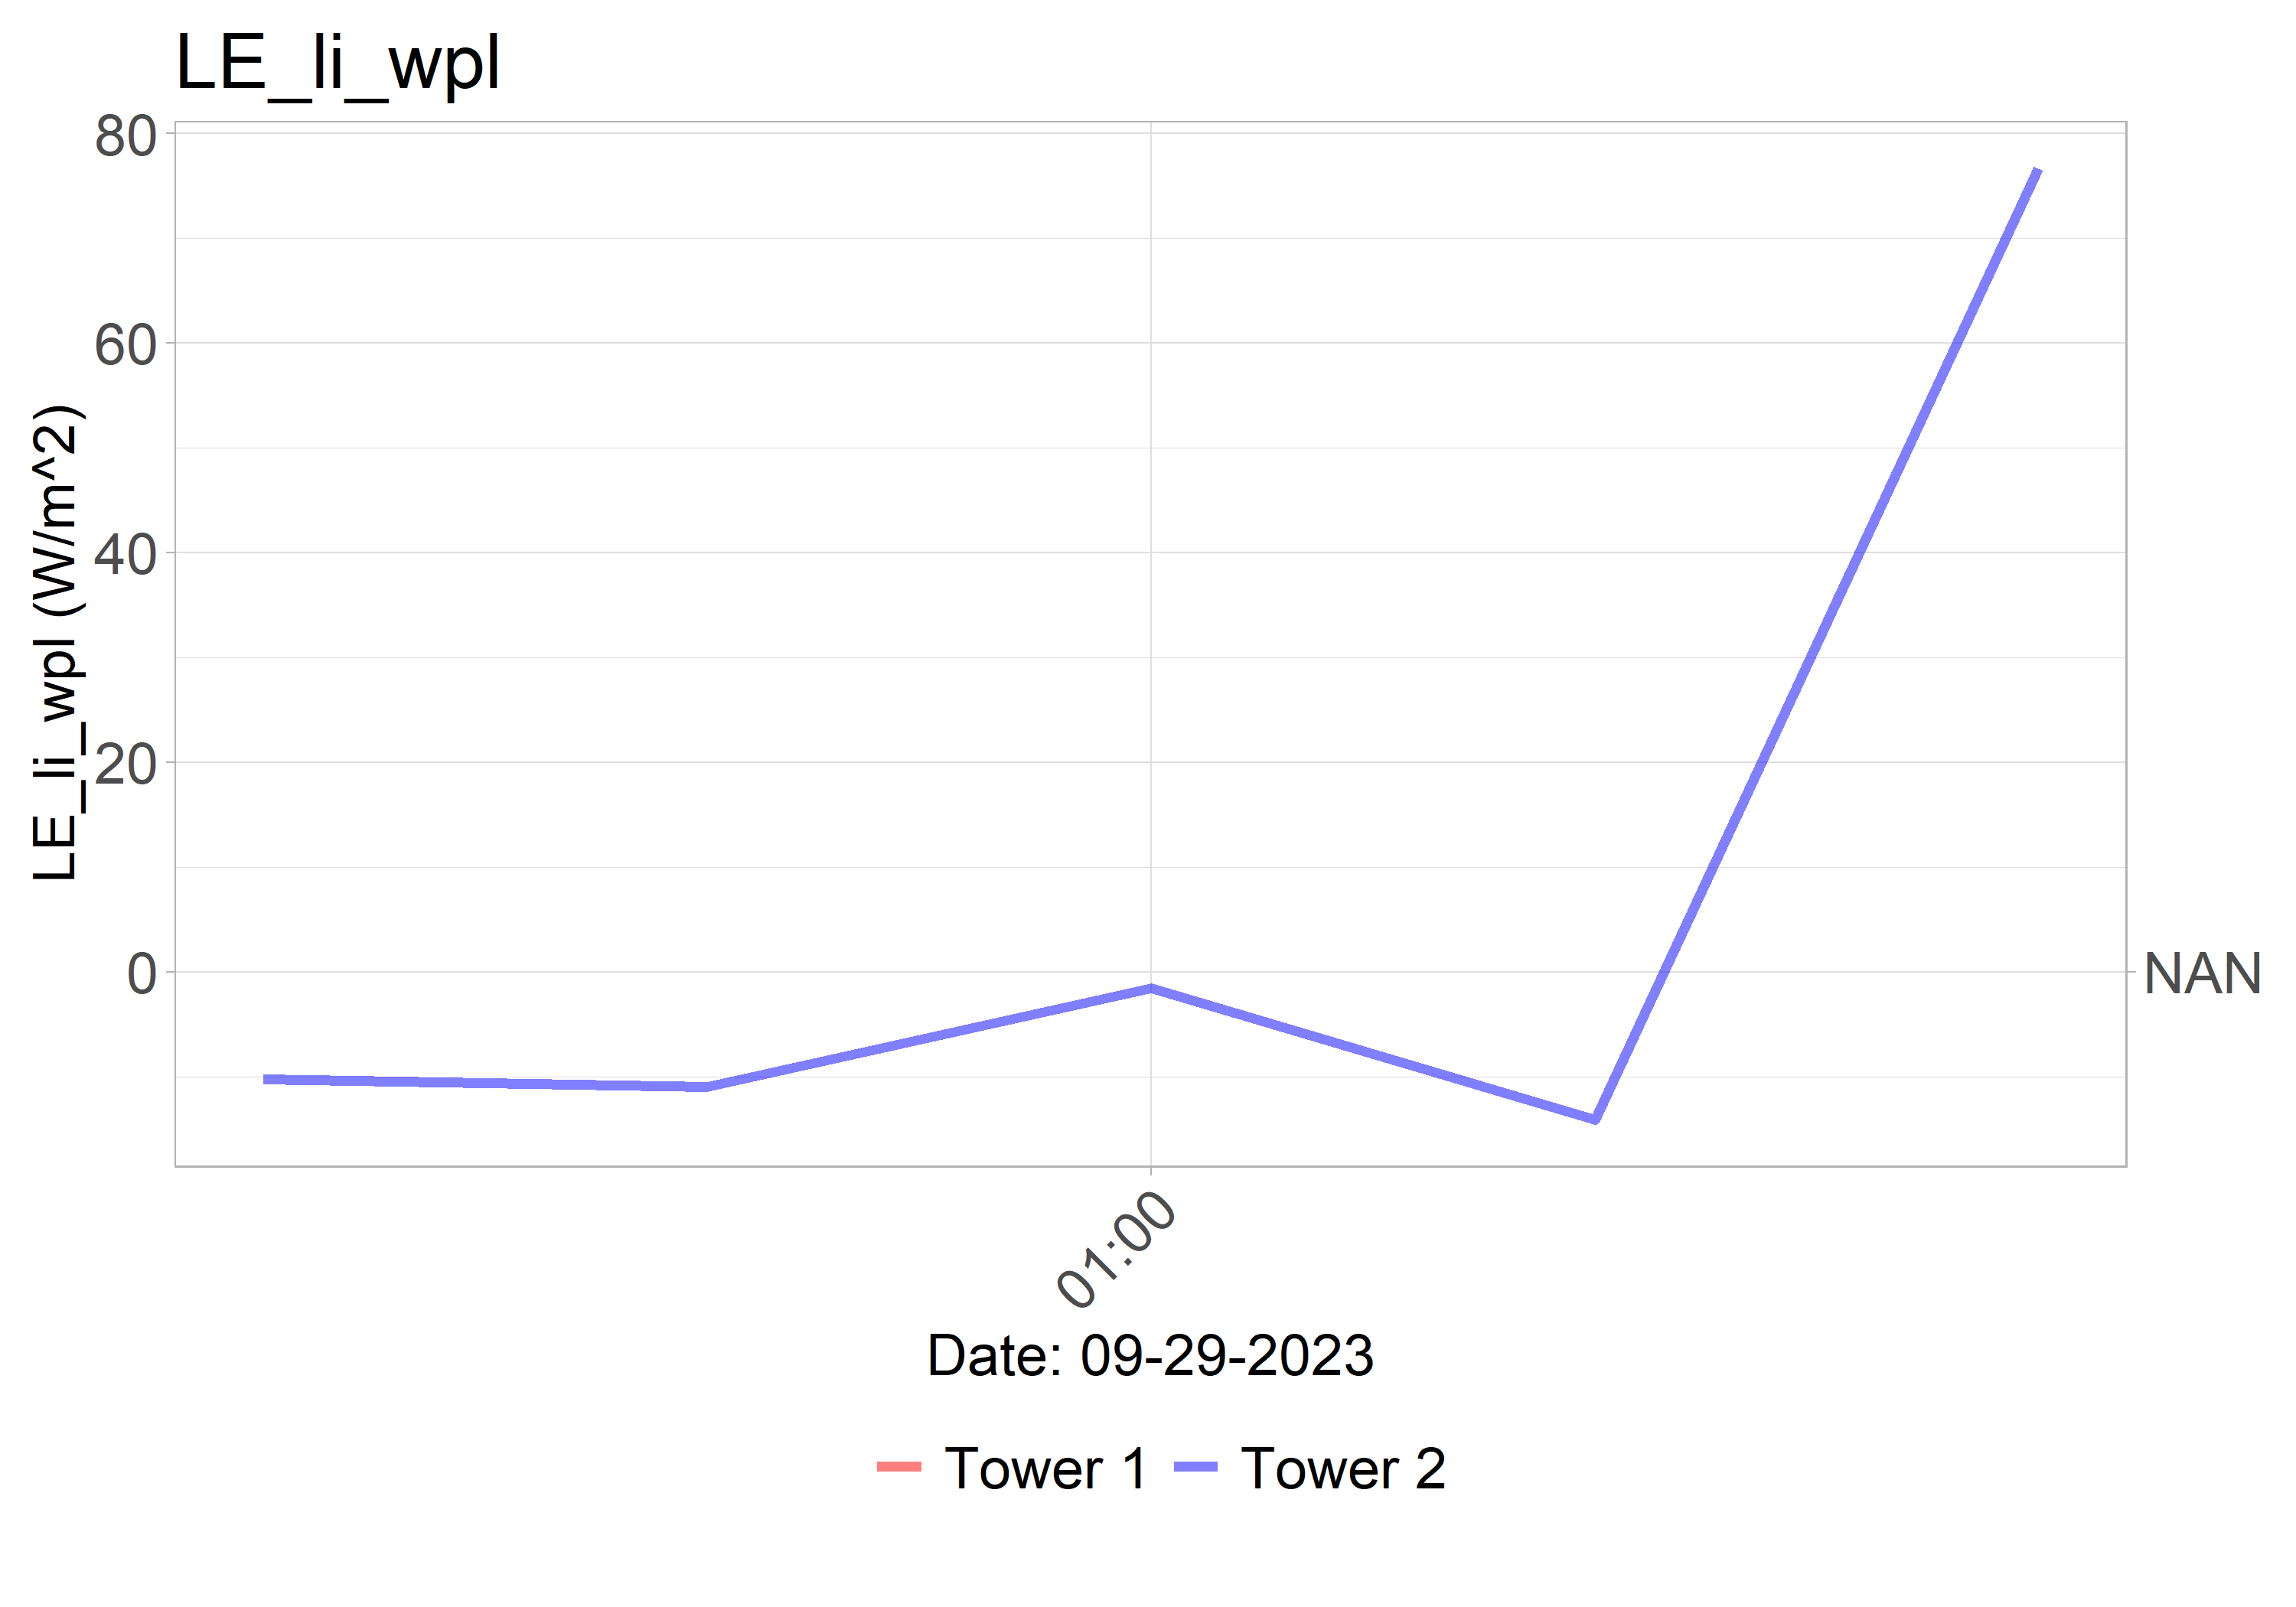 LE_li_wpl
80
60
40
20
0
LE_li_wpl (W/m^2)
NAN
01:00
Date: 09-29-2023
Tower 1 Tower 2